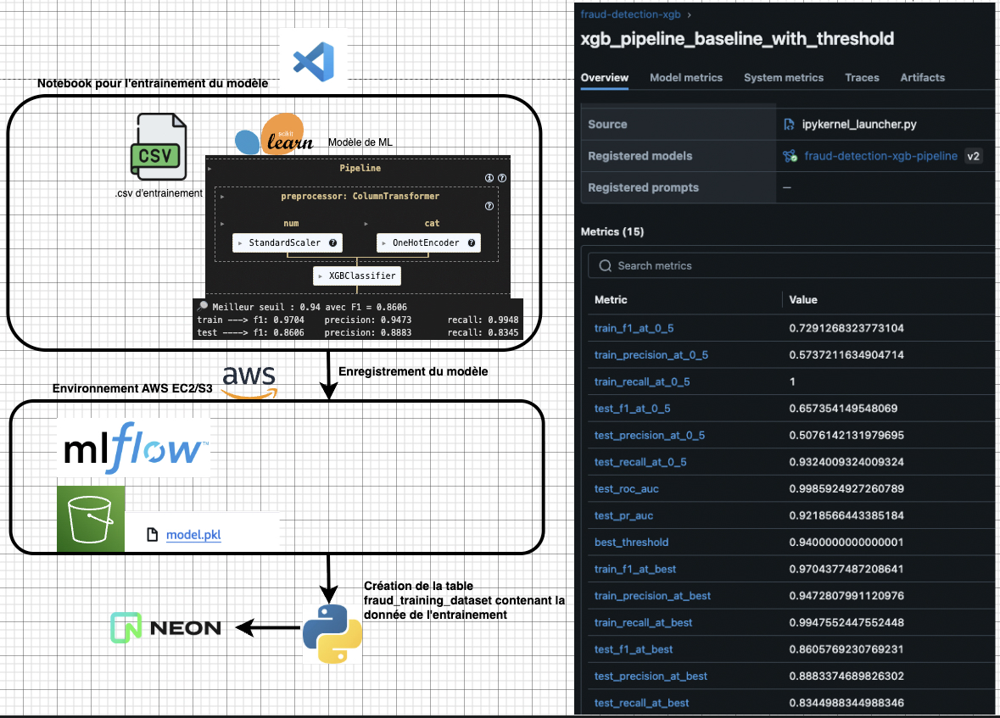 Notebook pour l'entrainement du modèle
CSV
.csv d'entrainement
scikit
learn
Modèle de ML
Pipeline
preprocessor: ColumnTransformer
num
cat
StandardScaler
OneHotEncoder
XGBClassifier
Meilleur seuil : 0.94 avec F1 = 0.8606
train ---> f1: 0.9704 precision: 0.9473 recall: 0.9948
test ----> f1: 0.8606 precision: 0.8883 recall: 0.8345
Enregistrement du modèle
Environnement AWS EC2/S3
aws
mlflow™
model.pkl
Création de la table
fraud_training_dataset contenant la
donnée de l'entrainement
NEON
fraud-detection-xgb ›
xgb_pipeline_baseline_with_threshold
Overview Model metrics System metrics Traces Artifacts
Source ipykernel_launcher.py
Registered models fraud-detection-xgb-pipeline v2
Registered prompts —
Metrics (15)
Search metrics
Metric Value
train_f1_at_0_5 0.7291268323773104
train_precision_at_0_5 0.5737211634904714
train_recall_at_0_5 1
test_f1_at_0_5 0.657354149548069
test_precision_at_0_5 0.5076142131979695
test_recall_at_0_5 0.9324009324009324
test_roc_auc 0.9985924927260789
test_pr_auc 0.9218566443385184
best_threshold 0.9400000000000001
train_f1_at_best 0.9704377487208641
train_precision_at_best 0.9472807991120976
train_recall_at_best 0.9947552447552448
test_f1_at_best 0.8605769230769231
test_precision_at_best 0.8883374689826302
test_recall_at_best 0.8344988344988346